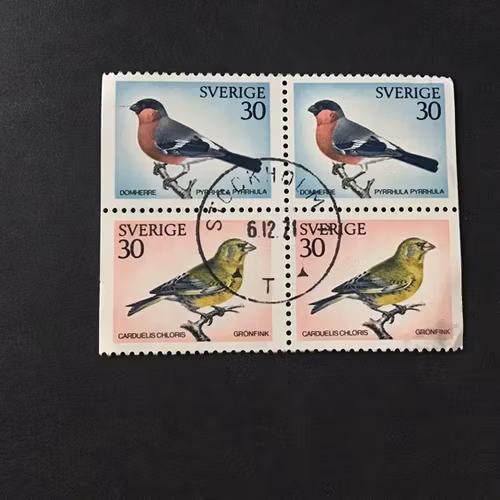 SVERIGE
30
SVERIGE
30
DOMHERRE PYRRHULA PYRRHULA
DOMHERRE PYRRHULA PYRRHULA
STOCKHOLM
6.12.71
T
SVERIGE
30
SVERIGE
30
CARDUELIS CHLORIS GRÖNFINK
CARDUELIS CHLORIS GRÖNFINK